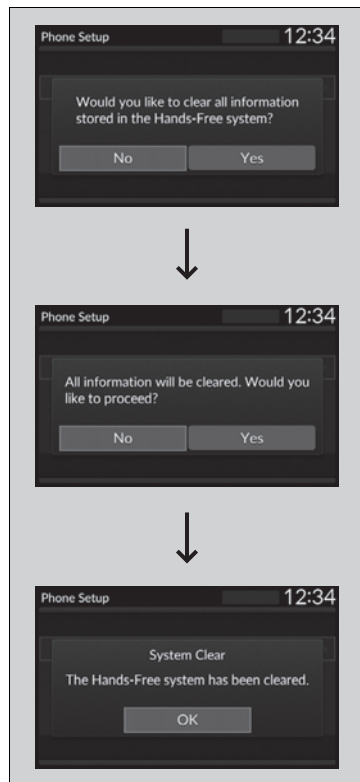 Phone Setup 12:34
Would you like to clear all information
stored in the Hands-Free system?
No Yes
Phone Setup 12:34
All information will be cleared. Would you
like to proceed?
No Yes
Phone Setup 12:34
System Clear
The Hands-Free system has been cleared.
OK